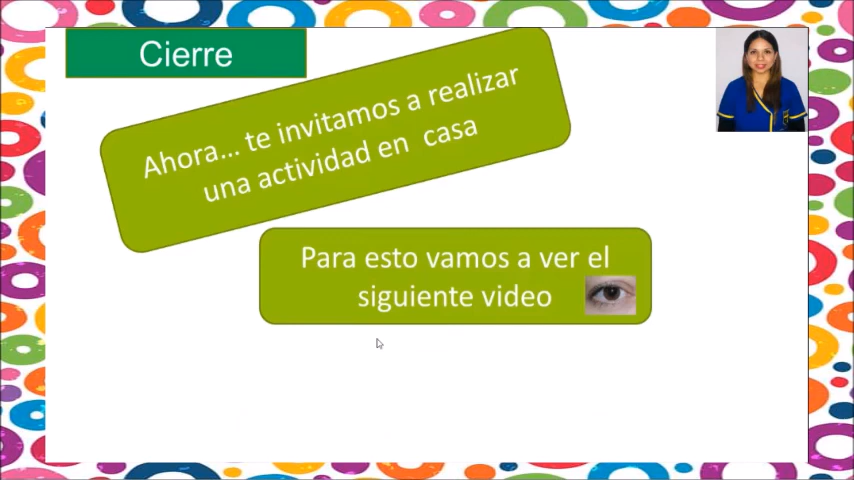 Cierre
Ahora... te invitamos a realizar
una actividad en casa
Para esto vamos a ver el
siguiente video